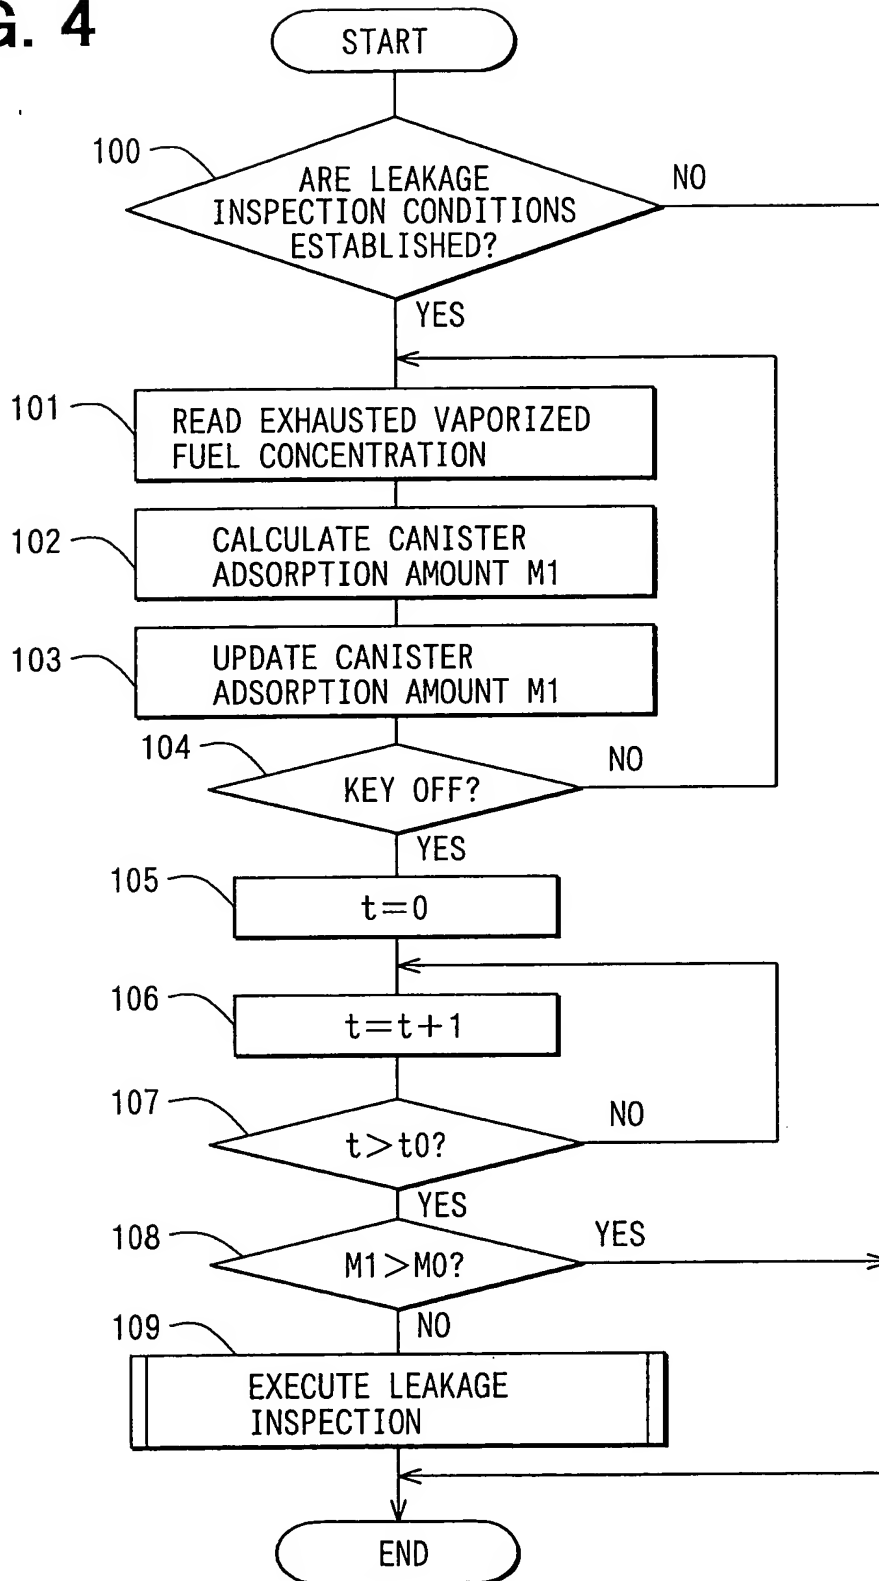 G. 4
START
100
ARE LEAKAGE
INSPECTION CONDITIONS
ESTABLISHED?
NO
YES
101
READ EXHAUSTED VAPORIZED
FUEL CONCENTRATION
102
CALCULATE CANISTER
ADSORPTION AMOUNT M1
103
UPDATE CANISTER
ADSORPTION AMOUNT M1
104
KEY OFF?
NO
YES
105
t=0
106
t=t+1
107
t>t0?
NO
YES
108
M1>M0?
YES
NO
109
EXECUTE LEAKAGE
INSPECTION
END